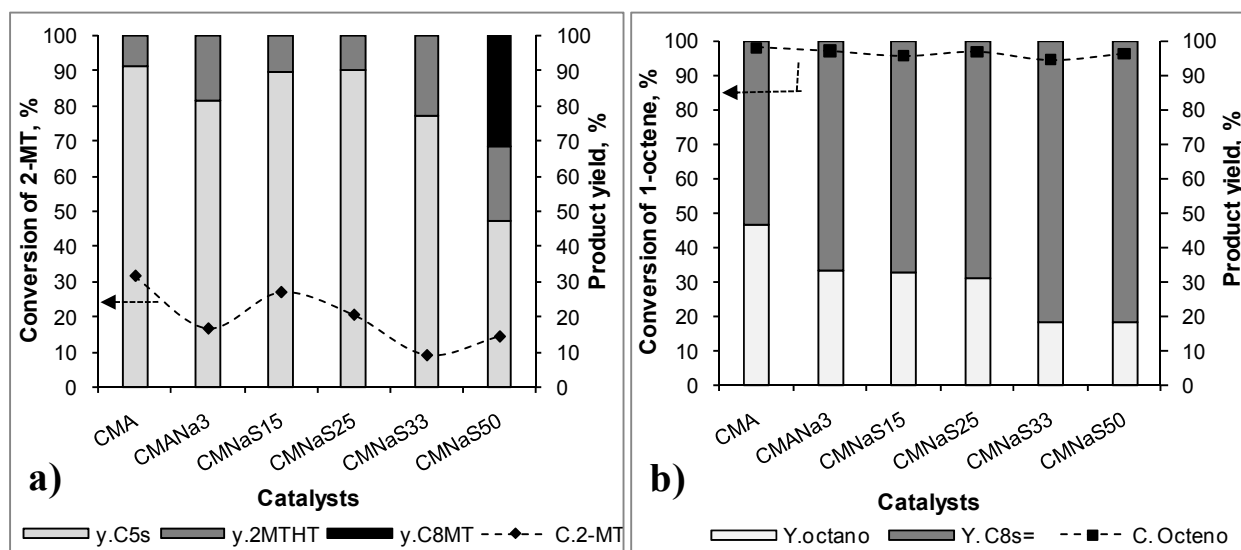 100
90
80
70
60
50
40
30
20
10
0
Conversion of 2-MT, %
100
90
80
70
60
50
40
30
20
10
0
Product yield, %
CMA
CMANa3
CMNaS15
CMNaS25
CMNaS33
CMNaS50
a)
Catalysts
y.C5s y.2MTHT y.C8MT C.2-MT
100
90
80
70
60
50
40
30
20
10
0
Conversion of 1-octene, %
100
90
80
70
60
50
40
30
20
10
0
Product yield, %
CMA
CMANa3
CMNaS15
CMNaS25
CMNaS33
CMNaS50
b)
Catalysts
Y.octano Y. C8s= C. Octeno